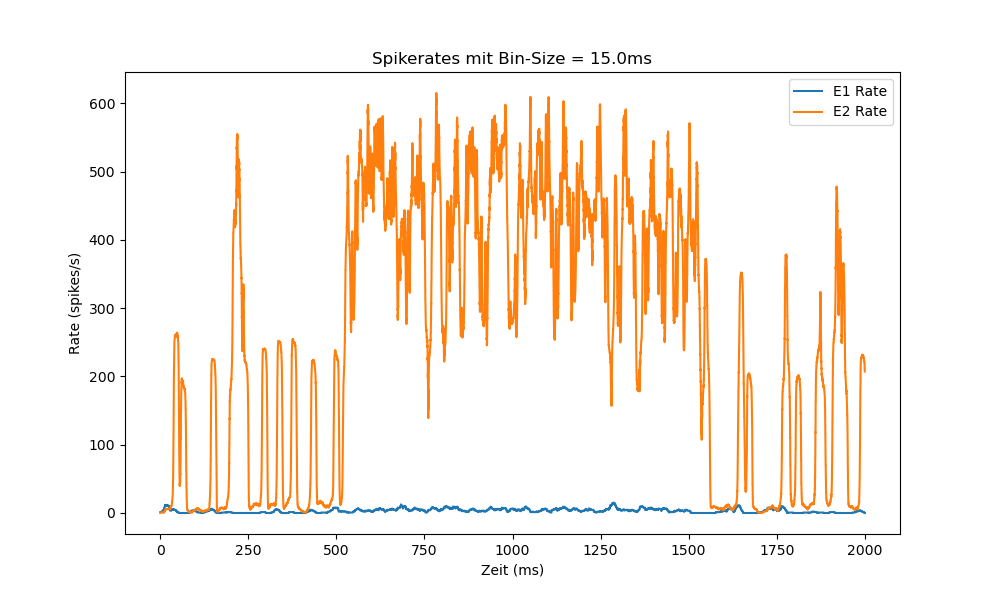 Spikerates mit Bin-Size = 15.0ms
E1 Rate
E2 Rate
Rate (spikes/s)
600
500
400
300
200
100
0
0 250 500 750 1000 1250 1500 1750 2000
Zeit (ms)